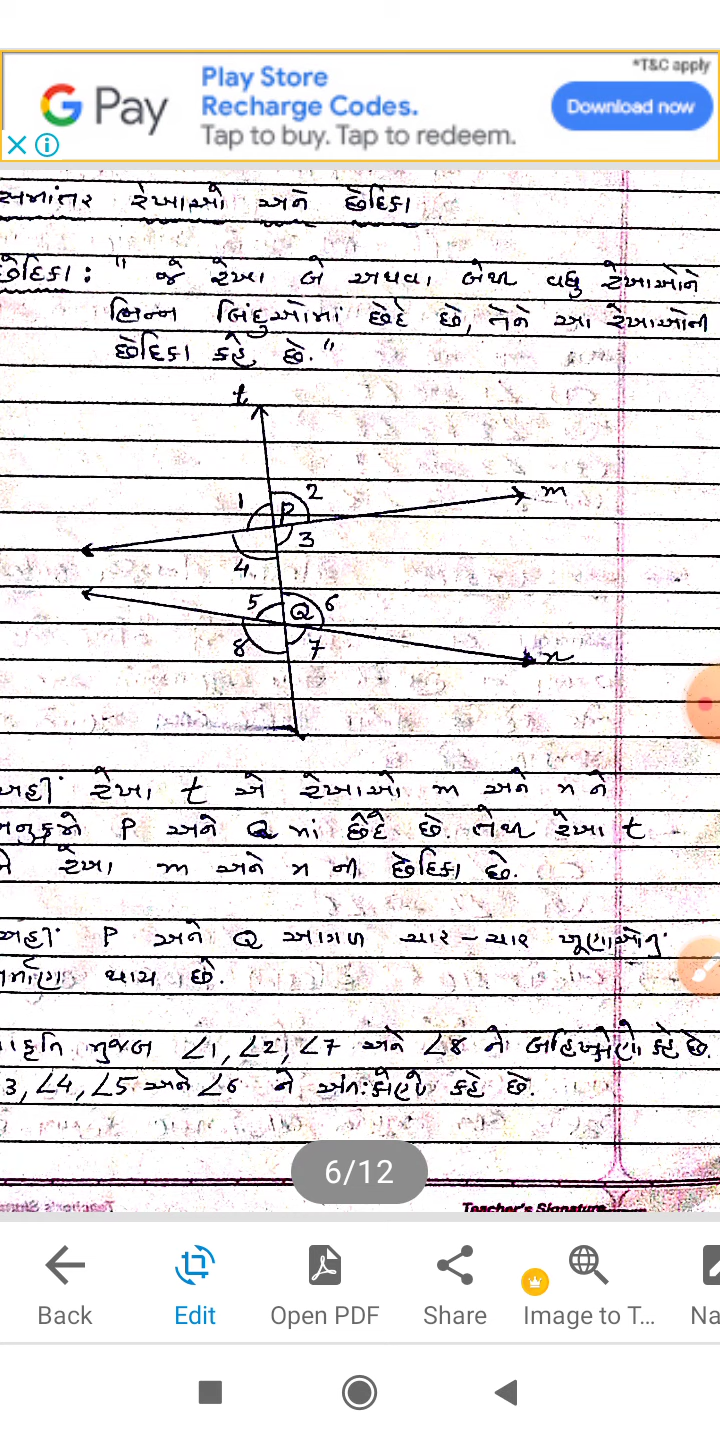 *T&C apply
G Pay
Play Store
Recharge Codes.
Tap to buy. Tap to redeem.
Download now
સમાંતર રેખાઓ અને છેદિકા
છેદિકા : " જે રેખા બે અથવા બેથી વધુ રેખાઓને
ભિન્ન બિંદુઓમાં છેદે છે, તેને આ રેખાઓની
છેદિકા કહે છે."
t
1 2 m
P
3
4
5 Q 6
8 7 n
અહીં રેખા t એ રેખાઓ m અને n ને
અનુક્રમે P અને Q માં છેદે છે તેથી રેખા t
એ રેખા m અને n ની છેદિકા છે.
અહીં P અને Q આગળ ચાર - ચાર ખૂણાઓનું
નિર્માણ થાય છે.
આકૃતિ મુજબ ∠1, ∠2, ∠7 અને ∠8 ને બહિષ્કોણો કહે છે.
3, ∠4, ∠5 અને ∠6 ને અંતઃકોણો કહે છે.
6/12
Teacher's Signature
Back
Edit
Open PDF
Share
Image to T...
Na